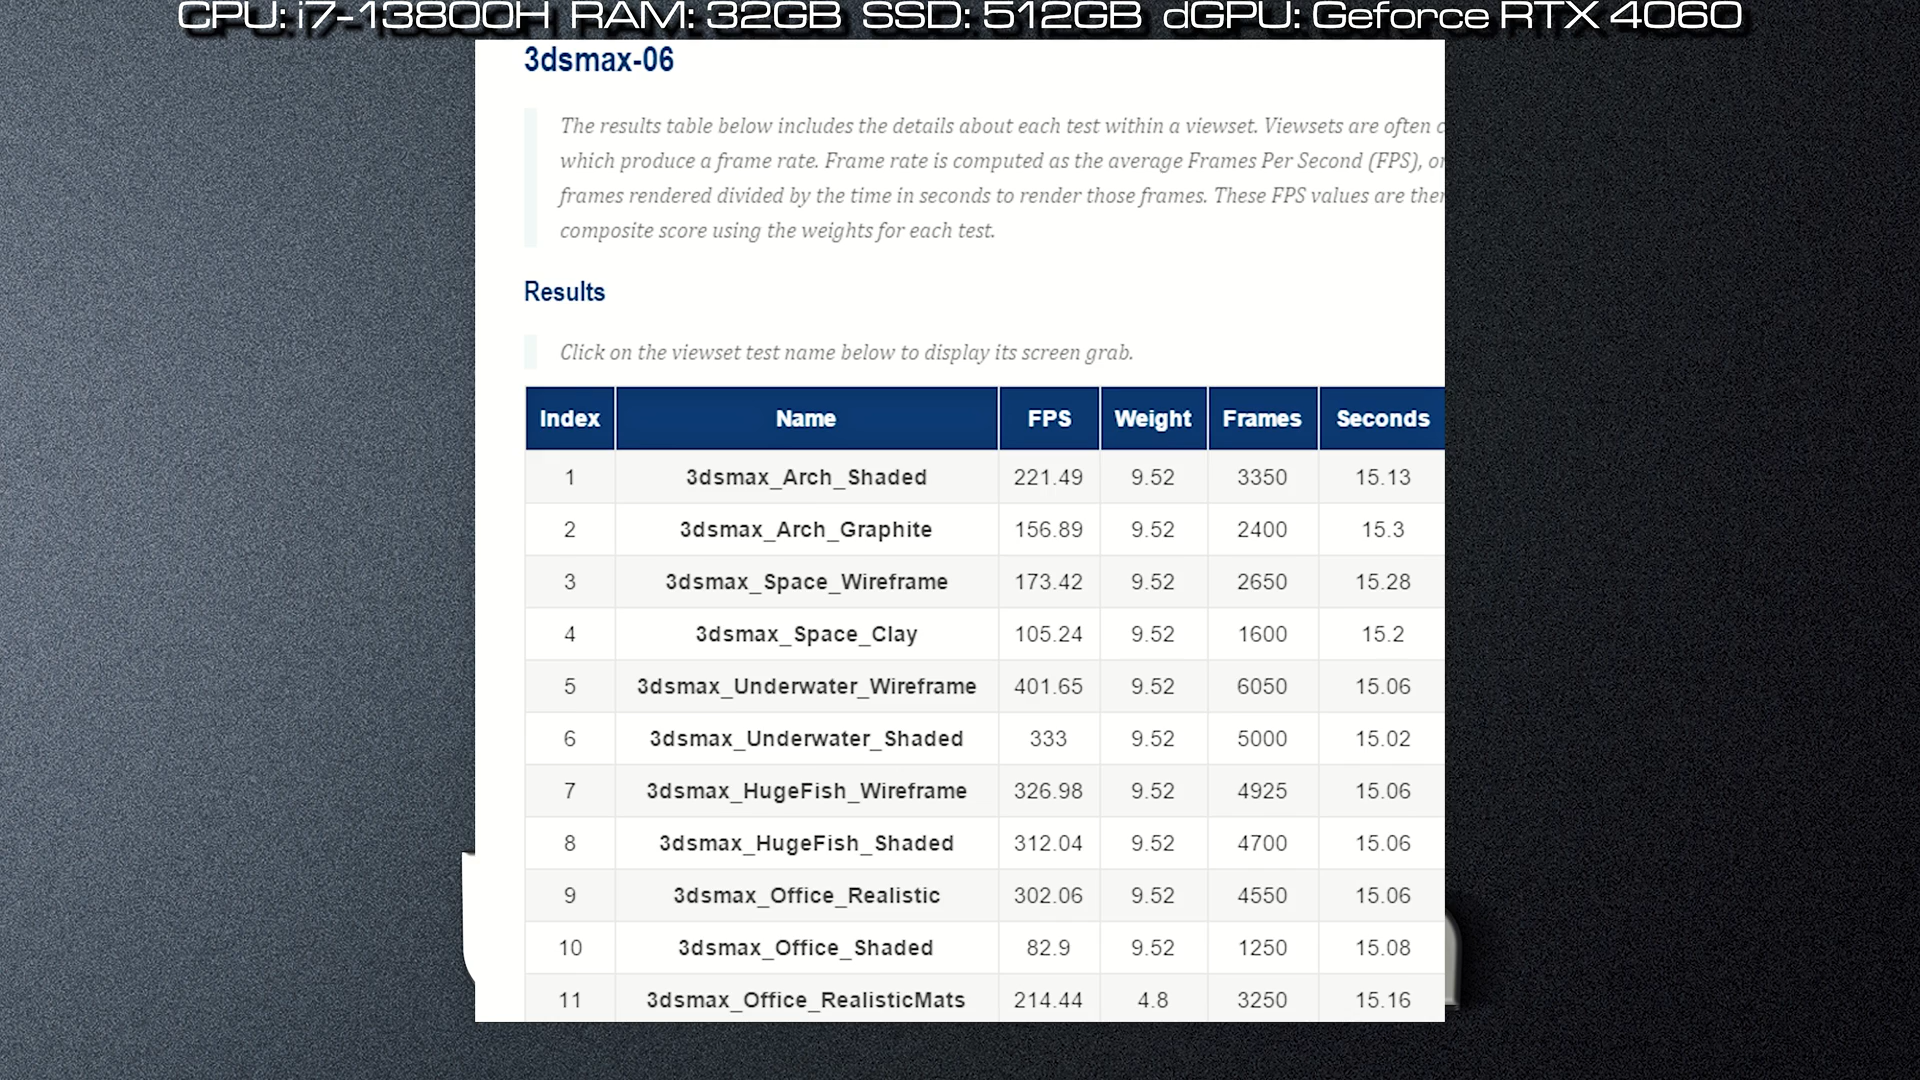 CPU: i7-13800H RAM: 32GB SSD: 512GB dGPU: Geforce RTX 4060
3dsmax-06
The results table below includes the details about each test within a viewset. Viewsets are often
which produce a frame rate. Frame rate is computed as the average Frames Per Second (FPS),
frames rendered divided by the time in seconds to render those frames. These FPS values are
composite score using the weights for each test.
Results
Click on the viewset test name below to display its screen grab.
Index Name FPS Weight Frames Seconds
1 3dsmax_Arch_Shaded 221.49 9.52 3350 15.13
2 3dsmax_Arch_Graphite 156.89 9.52 2400 15.3
3 3dsmax_Space_Wireframe 173.42 9.52 2650 15.28
4 3dsmax_Space_Clay 105.24 9.52 1600 15.2
5 3dsmax_Underwater_Wireframe 401.65 9.52 6050 15.06
6 3dsmax_Underwater_Shaded 333 9.52 5000 15.02
7 3dsmax_HugeFish_Wireframe 326.98 9.52 4925 15.06
8 3dsmax_HugeFish_Shaded 312.04 9.52 4700 15.06
9 3dsmax_Office_Realistic 302.06 9.52 4550 15.06
10 3dsmax_Office_Shaded 82.9 9.52 1250 15.08
11 3dsmax_Office_RealisticMats 214.44 4.8 3250 15.16